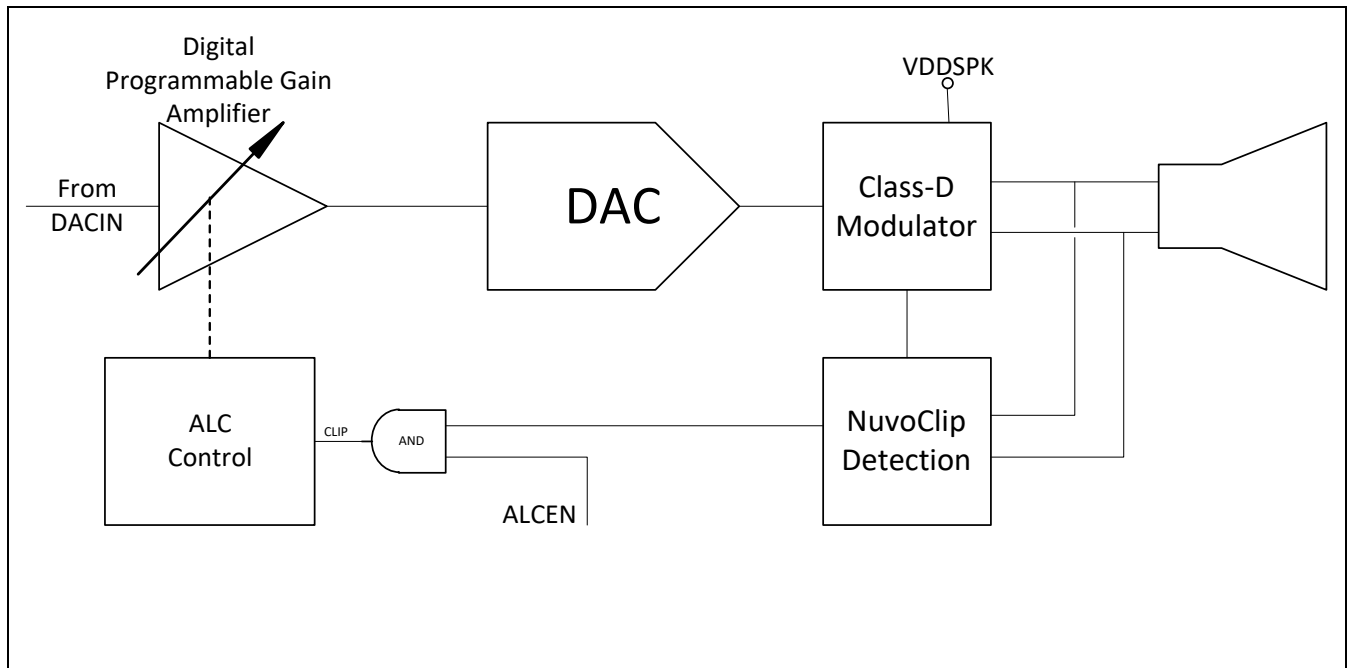 Digital
Programmable Gain
Amplifier
VDDSPK
From
DACIN
DAC
Class-D
Modulator
ALC
Control
CLIP
AND
NuvoClip
Detection
ALCEN